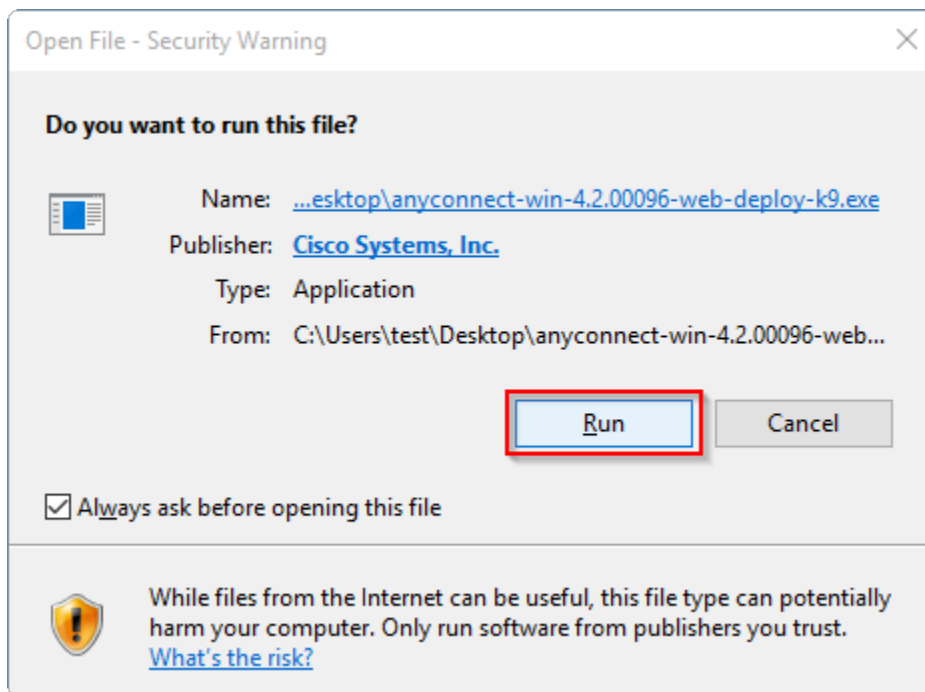 Open File - Security Warning
Do you want to run this file?
Name: ...esktop\anyconnect-win-4.2.00096-web-deploy-k9.exe
Publisher: Cisco Systems, Inc.
Type: Application
From: C:\Users\test\Desktop\anyconnect-win-4.2.00096-web...
Run Cancel
Always ask before opening this file
While files from the Internet can be useful, this file type can potentially
harm your computer. Only run software from publishers you trust.
What's the risk?